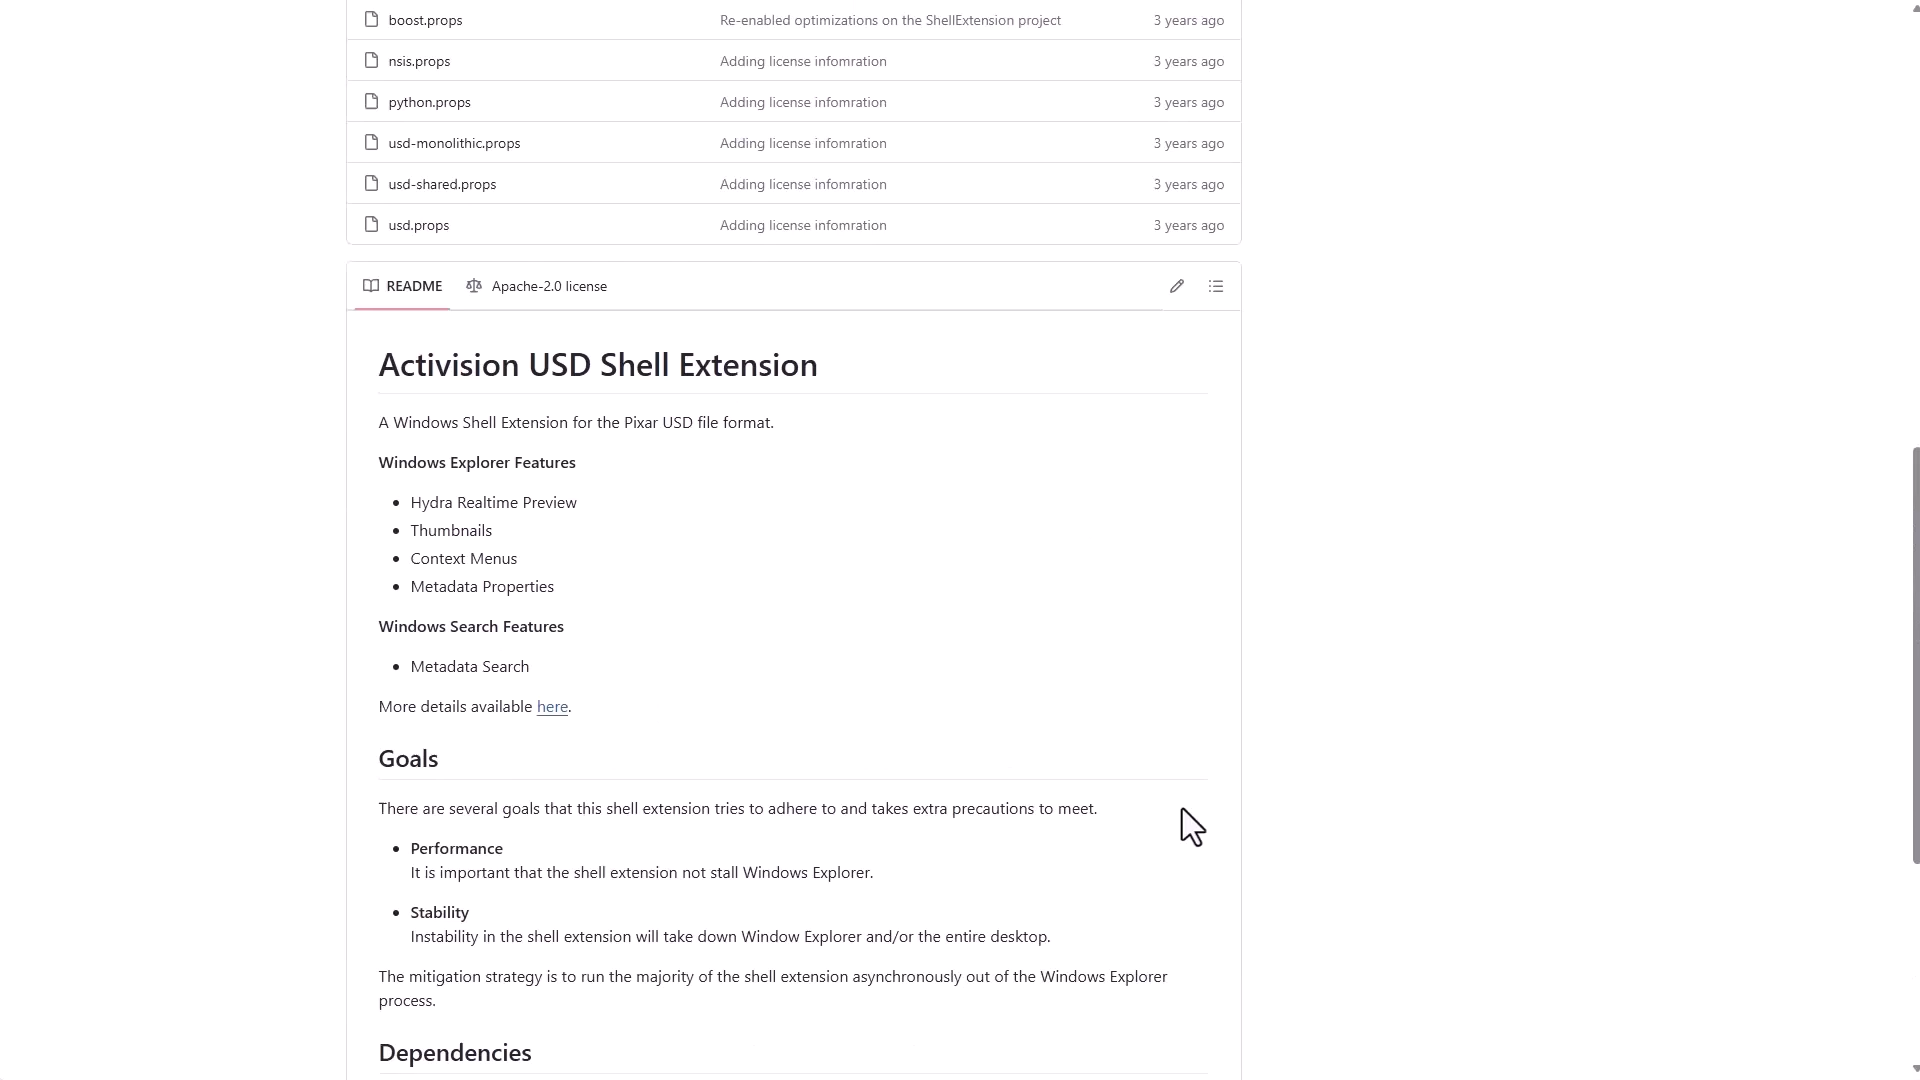 boost.props Re-enabled optimizations on the ShellExtension project 3 years ago
nsis.props Adding license infomration 3 years ago
python.props Adding license infomration 3 years ago
usd-monolithic.props Adding license infomration 3 years ago
usd-shared.props Adding license infomration 3 years ago
usd.props Adding license infomration 3 years ago
README Apache-2.0 license
Activision USD Shell Extension
A Windows Shell Extension for the Pixar USD file format.
Windows Explorer Features
• Hydra Realtime Preview
• Thumbnails
• Context Menus
• Metadata Properties
Windows Search Features
• Metadata Search
More details available here.
Goals
There are several goals that this shell extension tries to adhere to and takes extra precautions to meet.
• Performance
It is important that the shell extension not stall Windows Explorer.
• Stability
Instability in the shell extension will take down Window Explorer and/or the entire desktop.
The mitigation strategy is to run the majority of the shell extension asynchronously out of the Windows Explorer
process.
Dependencies